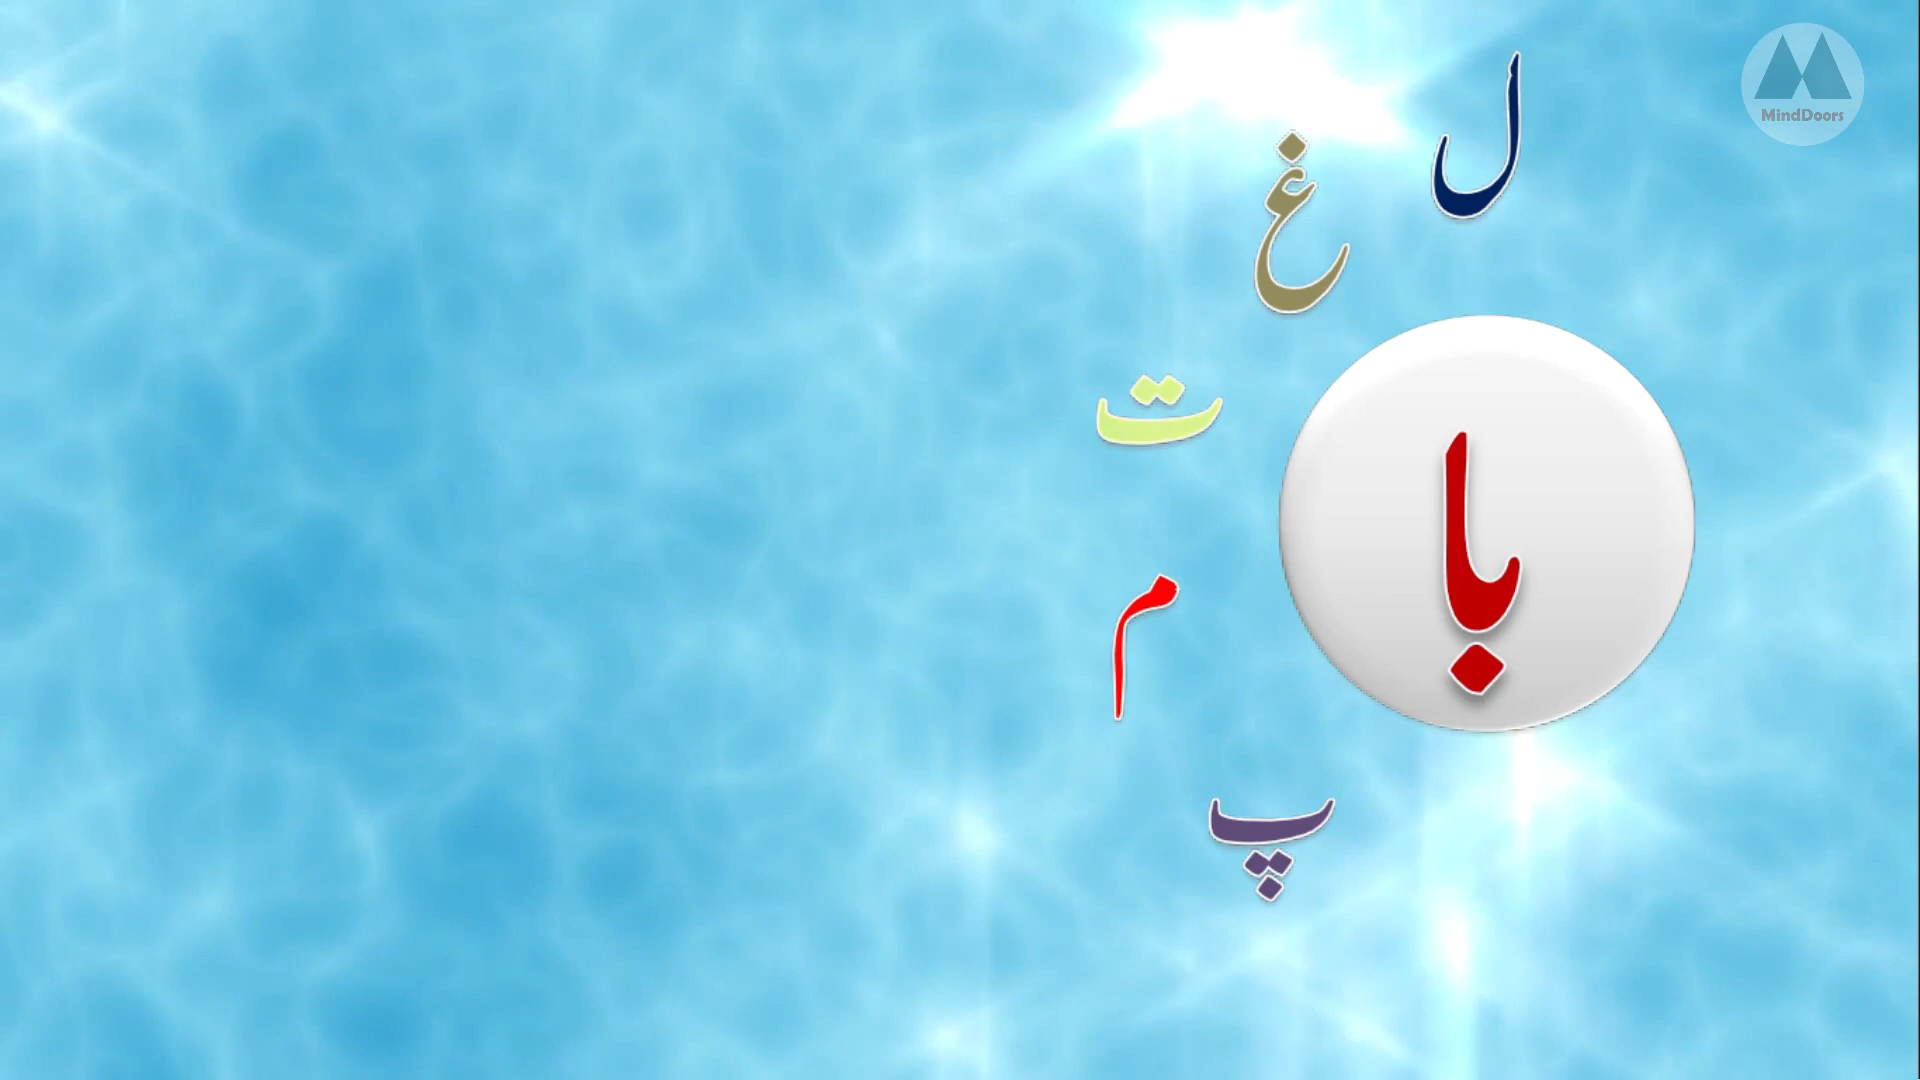 MindDoors
ل
غ
ت
با
م
پ